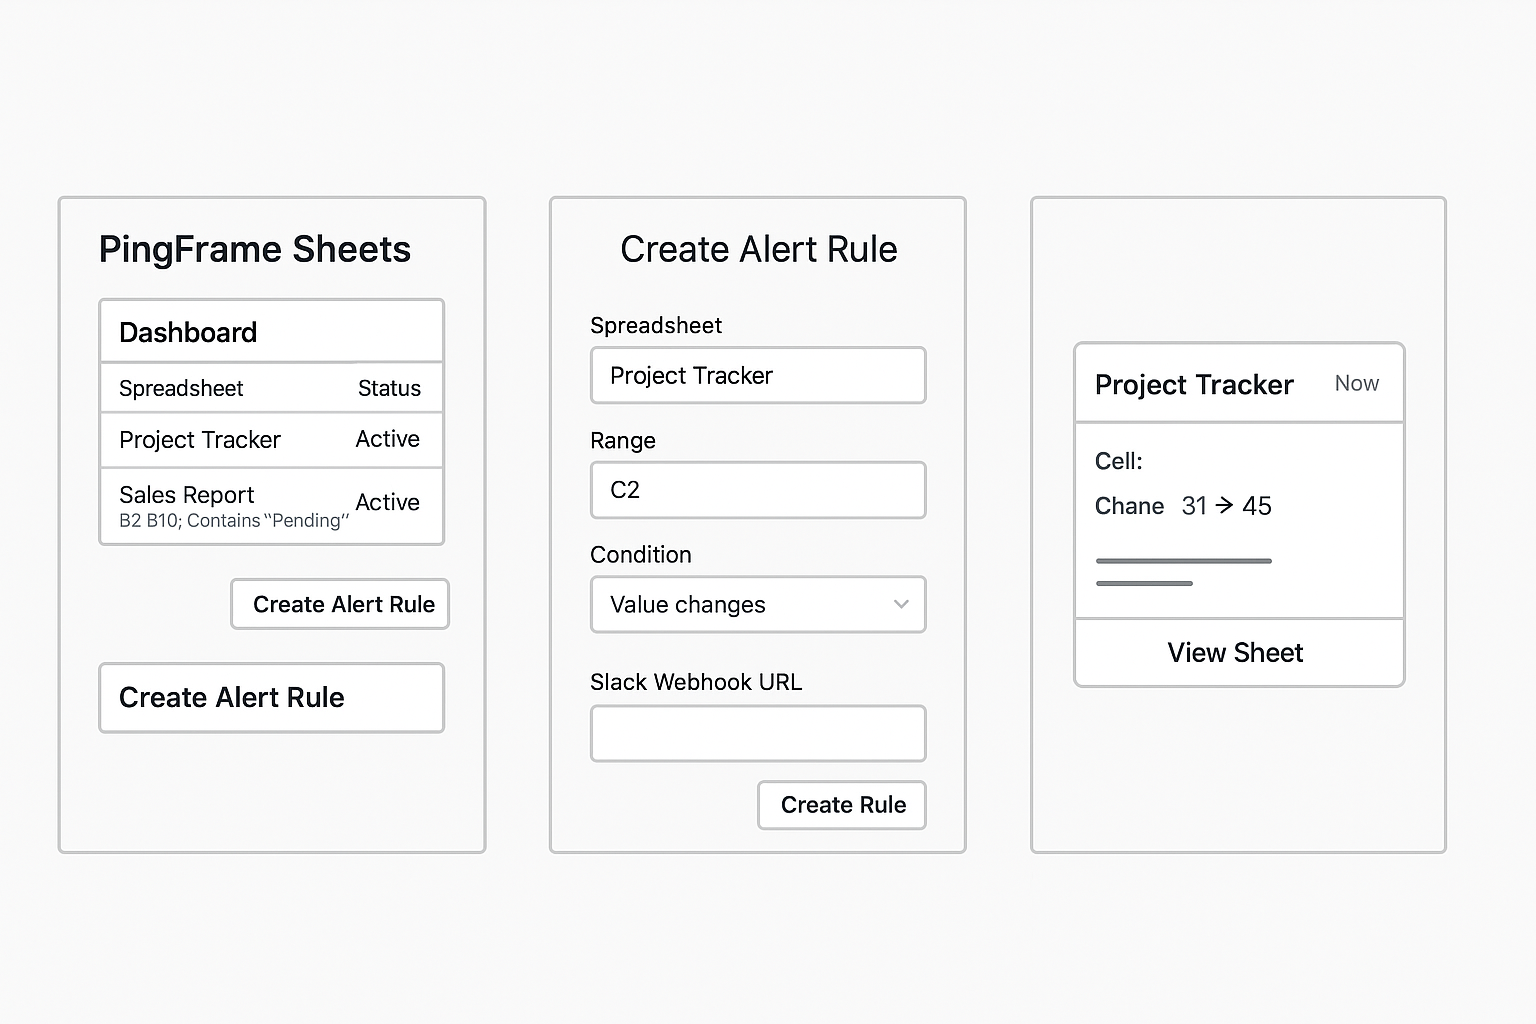 PingFrame Sheets
Dashboard
Spreadsheet Status
Project Tracker Active
Sales Report Active
B2 B10; Contains “Pending”
Create Alert Rule
Create Alert Rule
Create Alert Rule
Spreadsheet
Project Tracker
Range
C2
Condition
Value changes
Slack Webhook URL
Create Rule
Project Tracker Now
Cell:
Chane 31 → 45
View Sheet